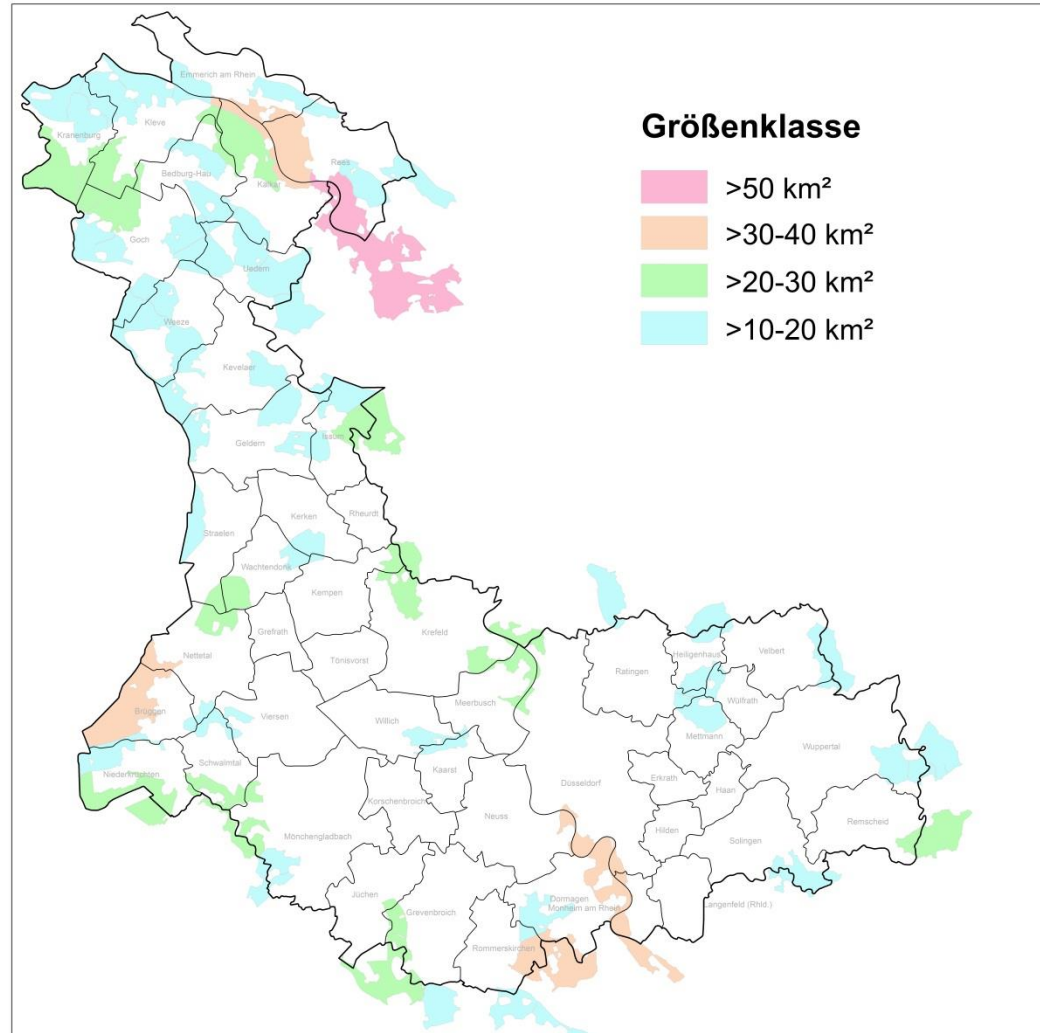 Größenklasse
>50 km²
>30-40 km²
>20-30 km²
>10-20 km²
Emmerich am Rhein
Kranenburg
Kleve
Rees
Bedburg-Hau
Kalkar
Goch
Uedem
Weeze
Kevelaer
Issum
Geldern
Rheurdt
Kerken
Straelen
Wachtendonk
Kempen
Krefeld
Grefrath
Nettetal
Tönisvorst
Heiligenhaus
Velbert
Ratingen
Wülfrath
Brüggen
Meerbusch
Viersen
Willich
Mettmann
Wuppertal
Schwalmtal
Niederkrüchten
Kaarst
Erkrath
Düsseldorf
Haan
Korschenbroich
Neuss
Remscheid
Hilden
Mönchengladbach
Solingen
Jüchen
Dormagen
Langenfeld (Rhld.)
Monheim am Rhein
Grevenbroich
Rommerskirchen